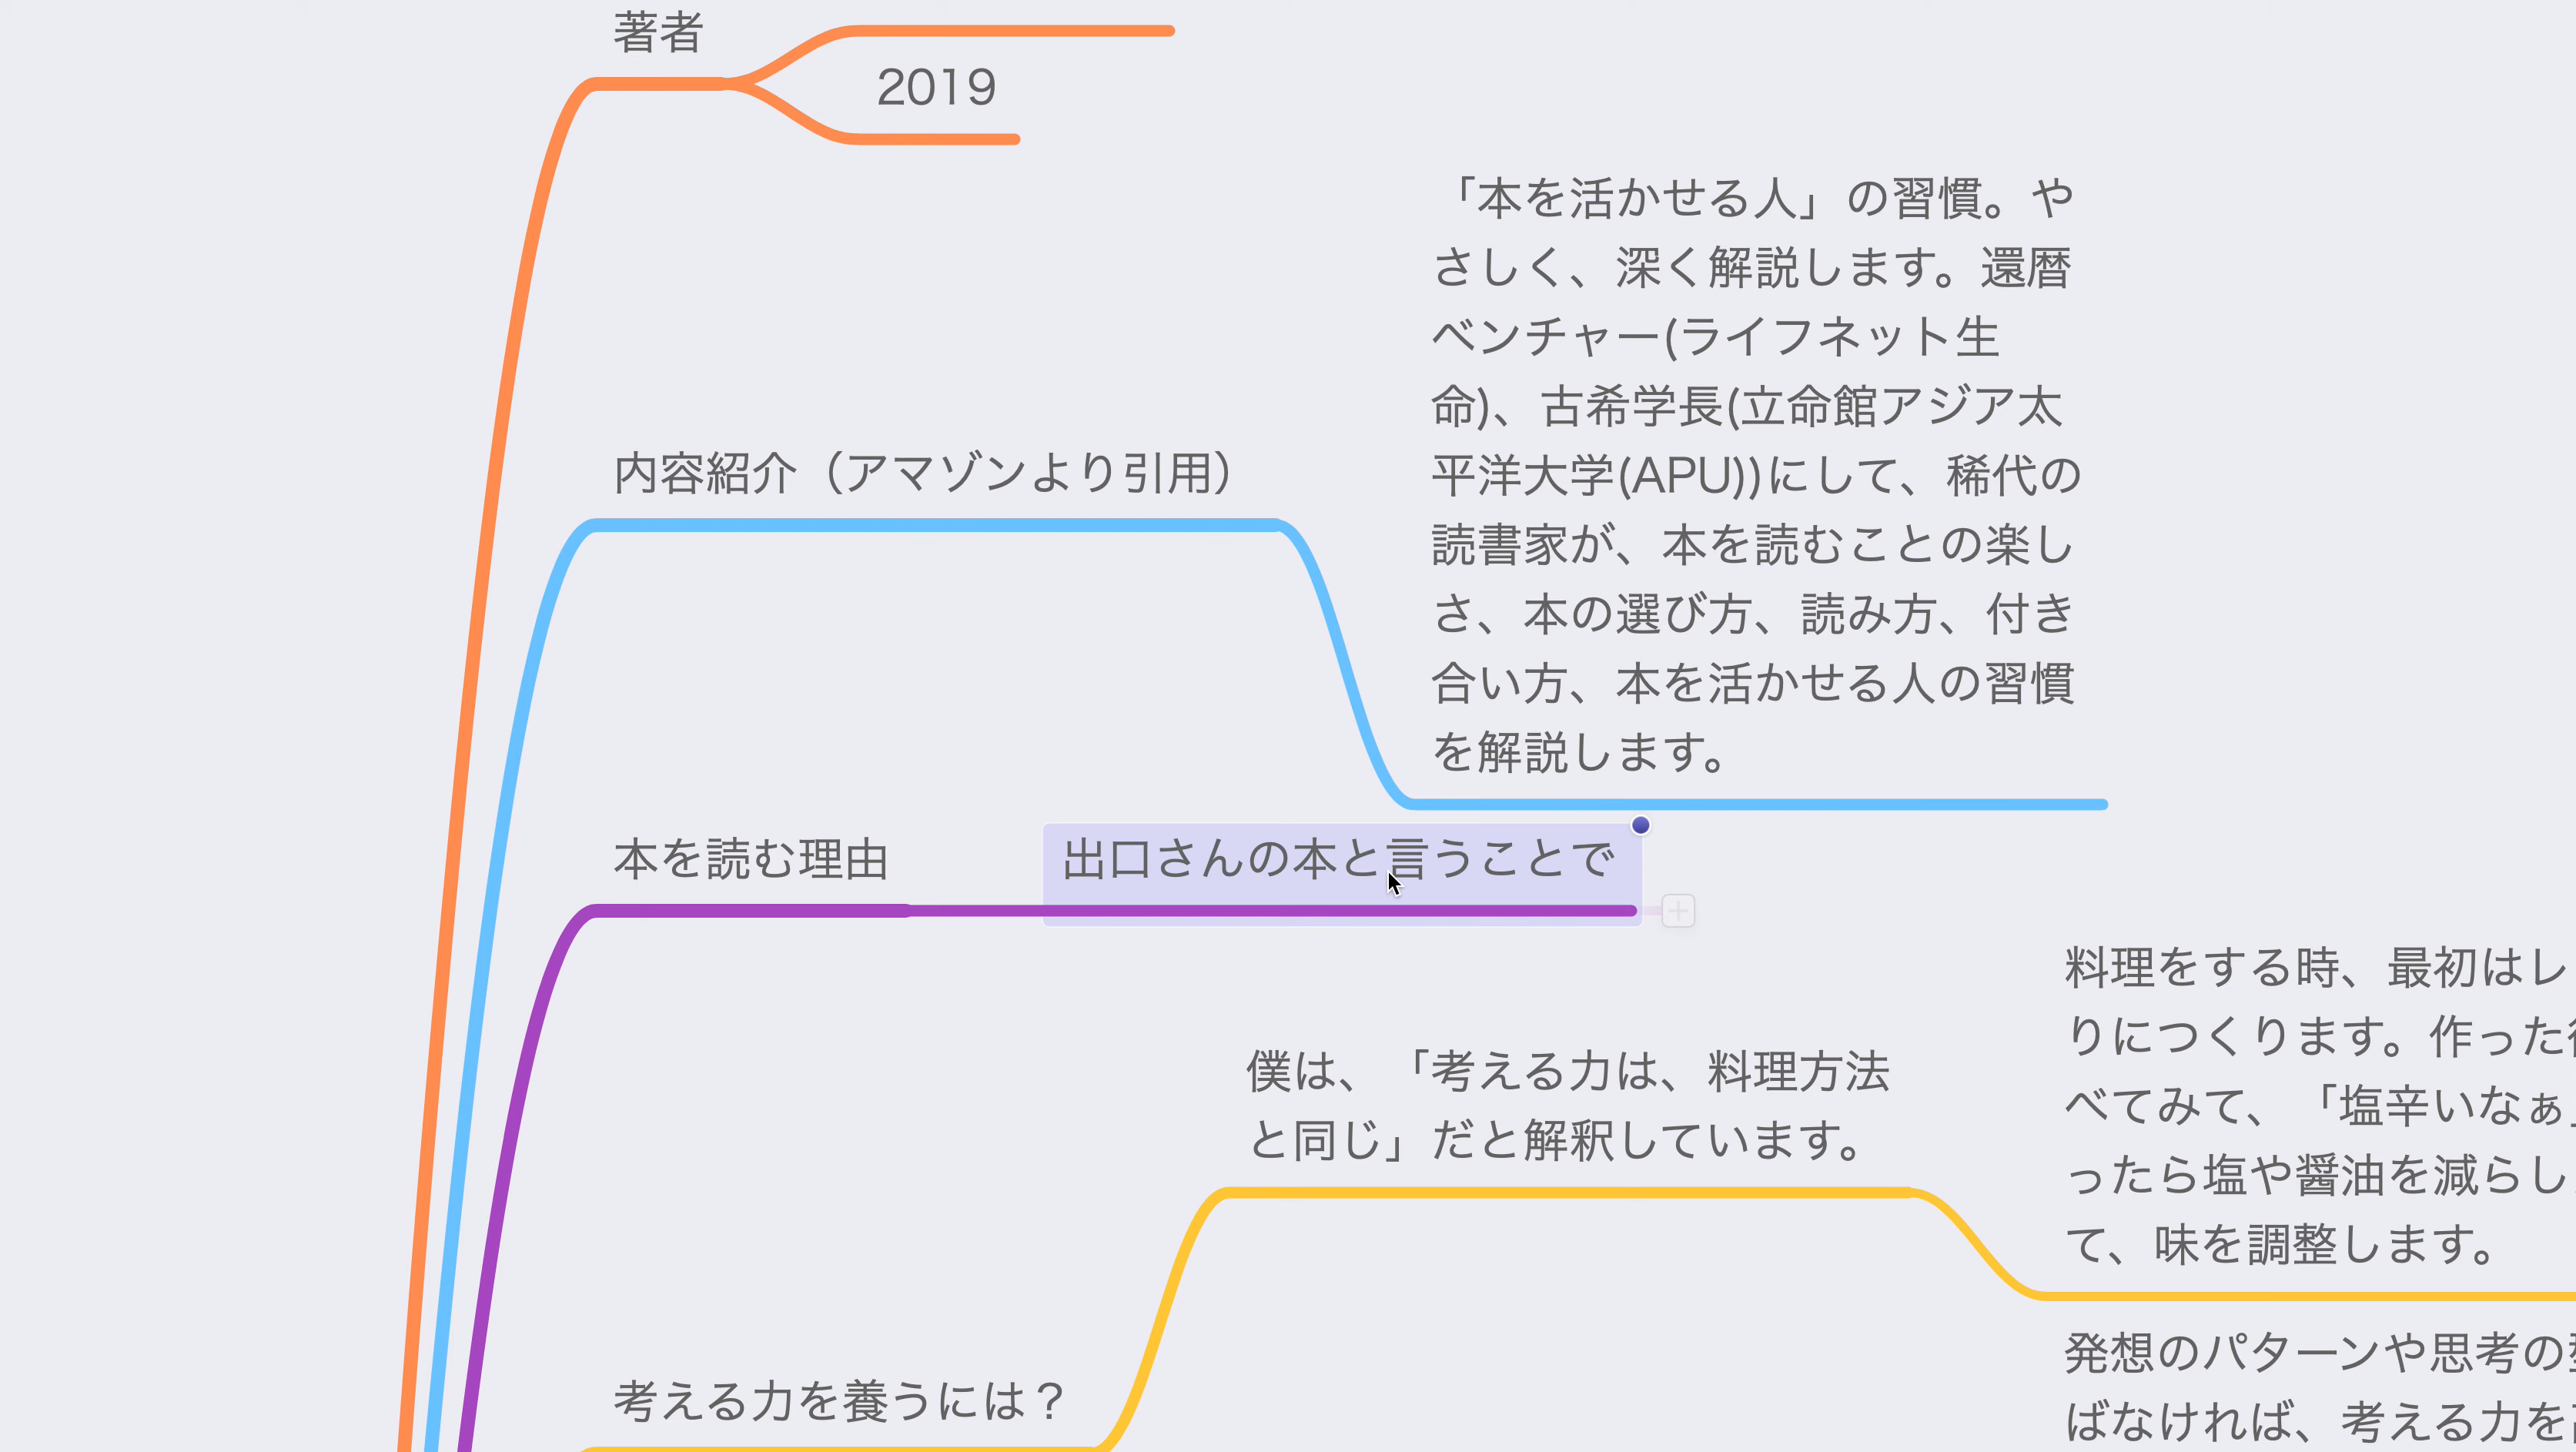 著者
2019
「本を活かせる人」の習慣。や
さしく、深く解説します。還暦
ベンチャー(ライフネット生
命)、古希学長(立命館アジア太
平洋大学(APU))にして、稀代の
読書家が、本を読むことの楽し
さ、本の選び方、読み方、付き
合い方、本を活かせる人の習慣
を解説します。
内容紹介（アマゾンより引用）
本を読む理由
出口さんの本と言うことで
僕は、「考える力は、料理方法
と同じ」だと解釈しています。
料理をする時、最初はレ
りにつくります。作った
べてみて、「塩辛いなぁ」
ったら塩や醤油を減らし
て、味を調整します。
考える力を養うには？
発想のパターンや思考の
ばなければ、考える力を